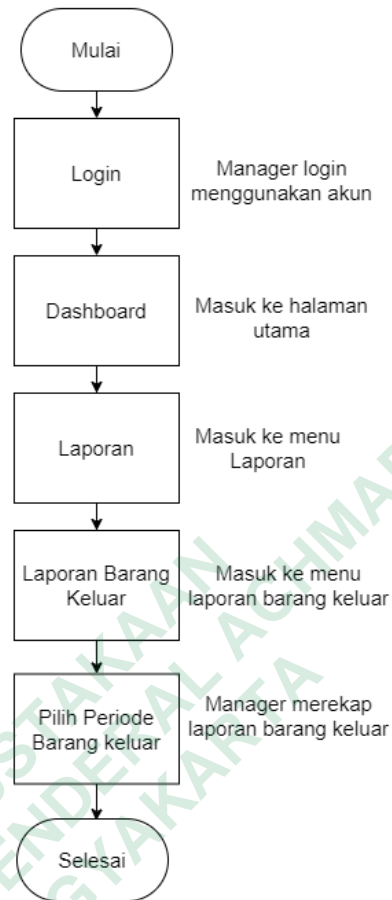 Mulai
Login
Manager login
menggunakan akun
Dashboard
Masuk ke halaman
utama
Laporan
Masuk ke menu
Laporan
Laporan Barang
Keluar
Masuk ke menu
laporan barang keluar
Pilih Periode
Barang keluar
Manager merekap
laporan barang keluar
Selesai